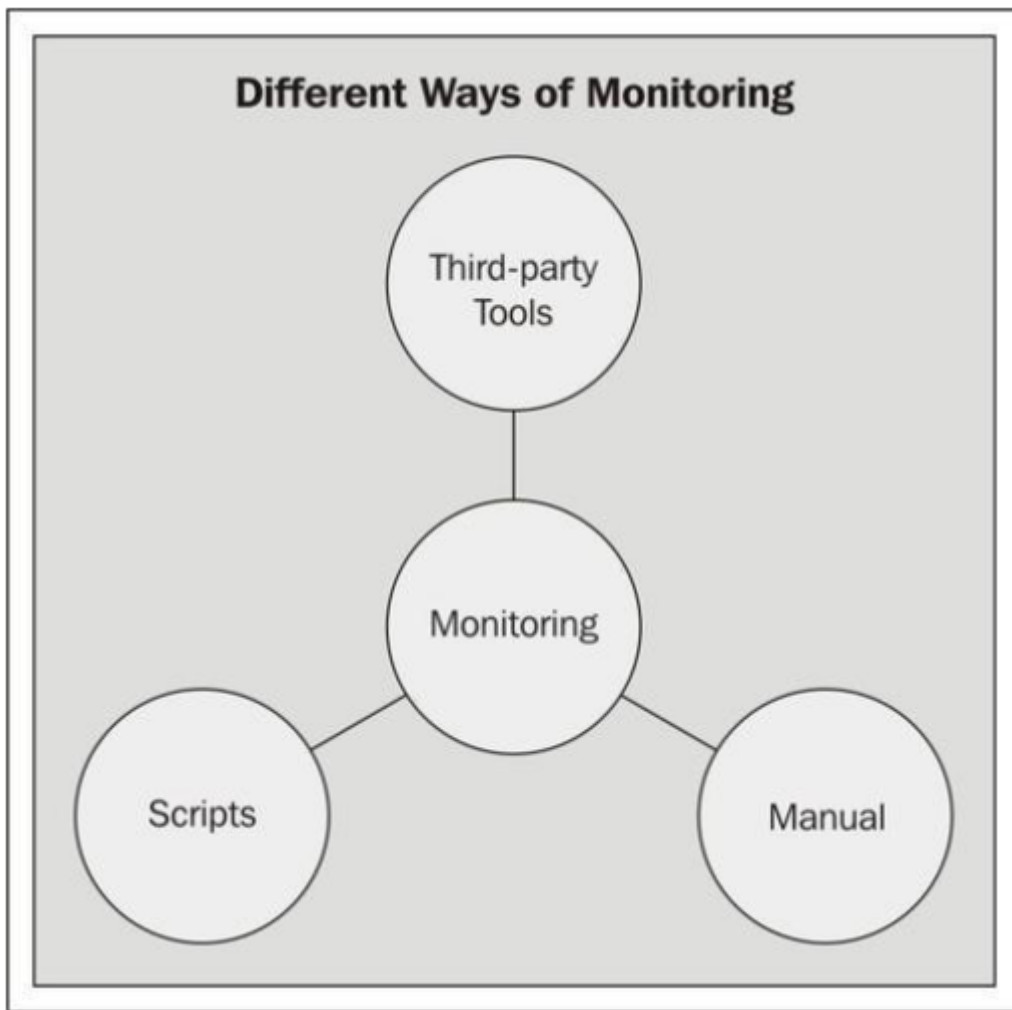 Different Ways of Monitoring
Third-party
Tools
Monitoring
Scripts
Manual